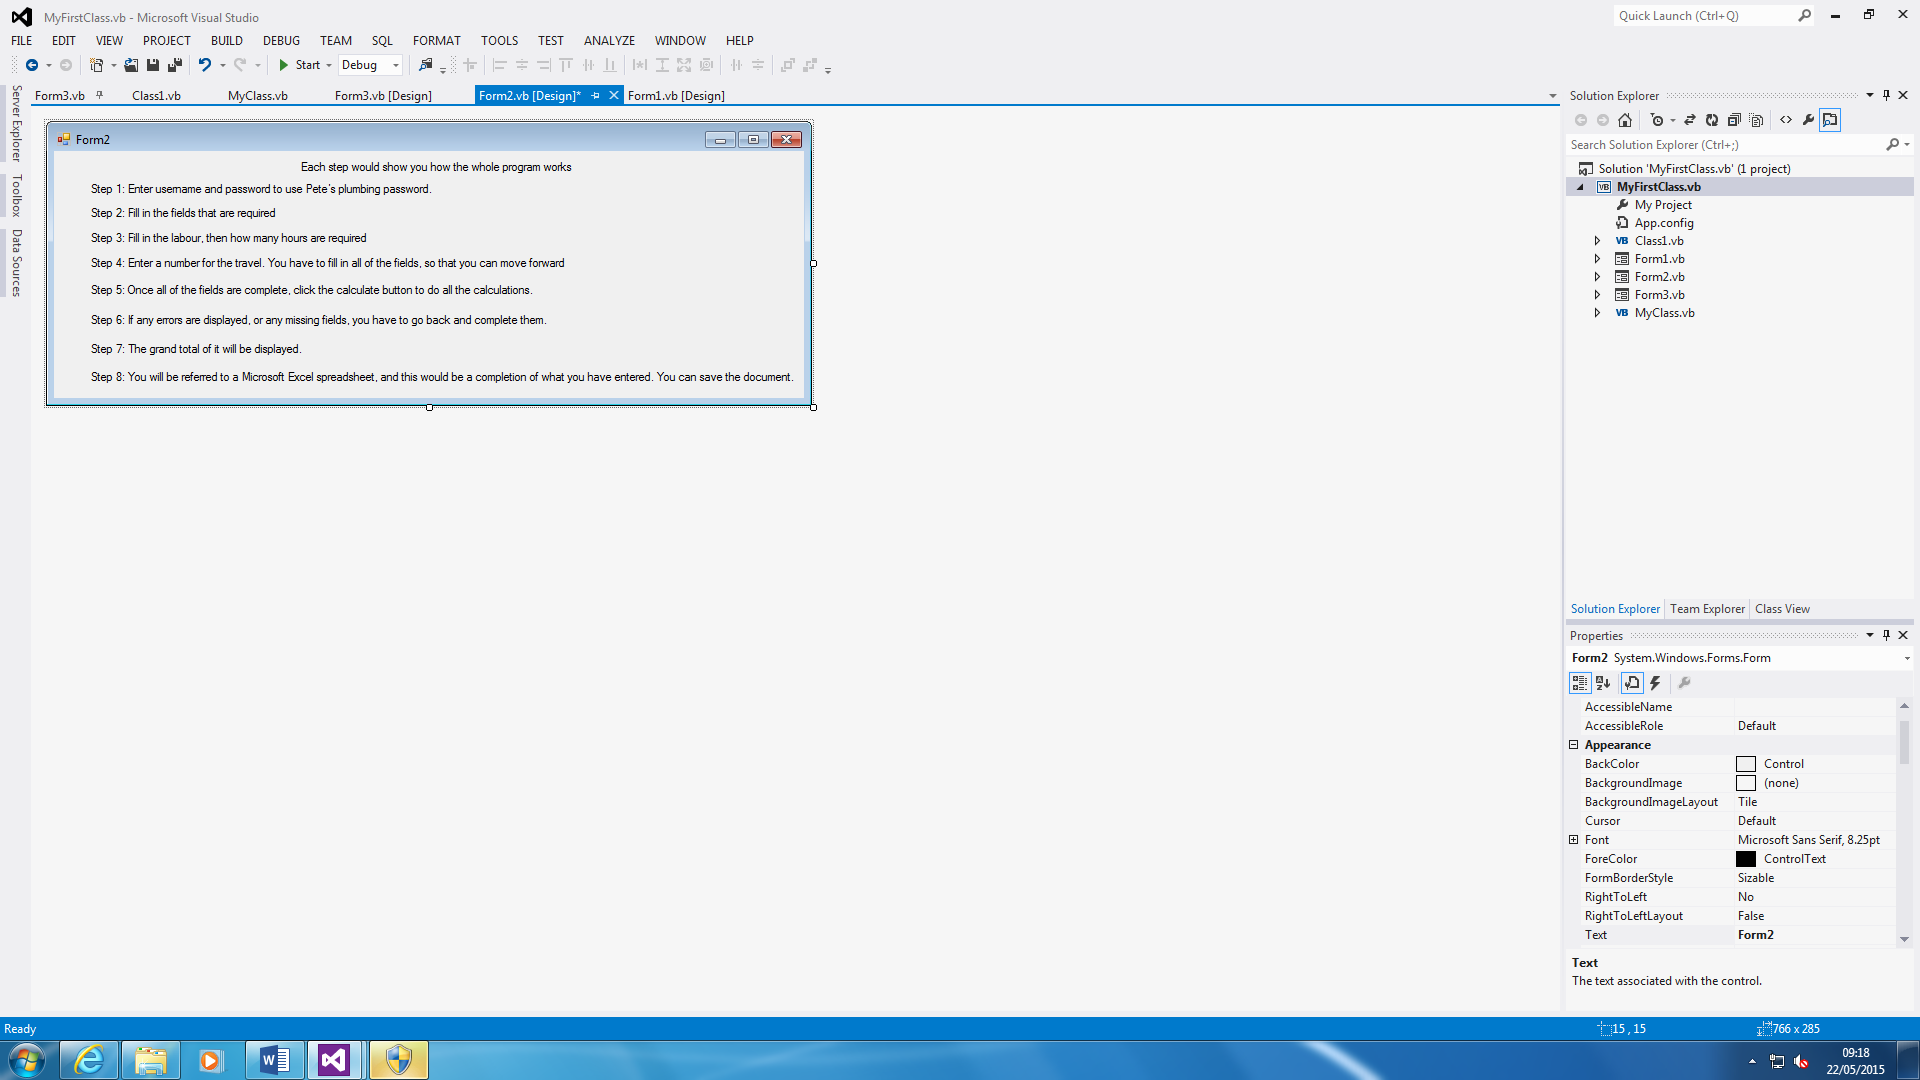 MyFirstClass.vb - Microsoft Visual Studio
Quick Launch (Ctrl+Q)
FILE EDIT VIEW PROJECT BUILD DEBUG TEAM SQL FORMAT TOOLS TEST ANALYZE WINDOW HELP
Start Debug
Form3.vb Class1.vb MyClass.vb Form3.vb [Design] Form2.vb [Design]* Form1.vb [Design]
Server Explorer
Toolbox
Data Sources
Form2
Each step would show you how the whole program works
Step 1: Enter username and password to use Pete's plumbing password.
Step 2: Fill in the fields that are required
Step 3: Fill in the labour, then how many hours are required
Step 4: Enter a number for the travel. You have to fill in all of the fields, so that you can move forward
Step 5: Once all of the fields are complete, click the calculate button to do all the calculations.
Step 6: If any errors are displayed, or any missing fields, you have to go back and complete them.
Step 7: The grand total of it will be displayed.
Step 8: You will be referred to a Microsoft Excel spreadsheet, and this would be a completion of what you have entered. You can save the document.
Solution Explorer
Search Solution Explorer (Ctrl+;)
Solution 'MyFirstClass.vb' (1 project)
VB MyFirstClass.vb
My Project
App.config
VB Class1.vb
Form1.vb
Form2.vb
Form3.vb
VB MyClass.vb
Solution Explorer Team Explorer Class View
Properties
Form2 System.Windows.Forms.Form
AccessibleName
AccessibleRole Default
Appearance
BackColor Control
BackgroundImage (none)
BackgroundImageLayout Tile
Cursor Default
Font Microsoft Sans Serif, 8.25pt
ForeColor ControlText
FormBorderStyle Sizable
RightToLeft No
RightToLeftLayout False
Text Form2
Text
The text associated with the control.
Ready 15 , 15 766 x 285
09:18
22/05/2015